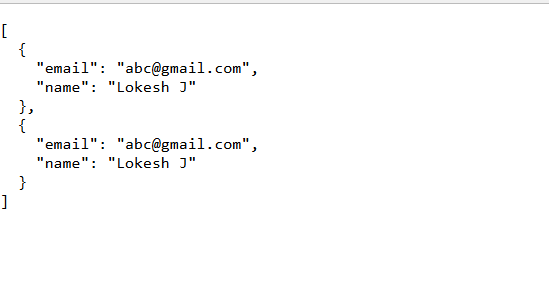 [
  {
    "email": "abc@gmail.com",
    "name": "Lokesh J"
  },
  {
    "email": "abc@gmail.com",
    "name": "Lokesh J"
  }
]